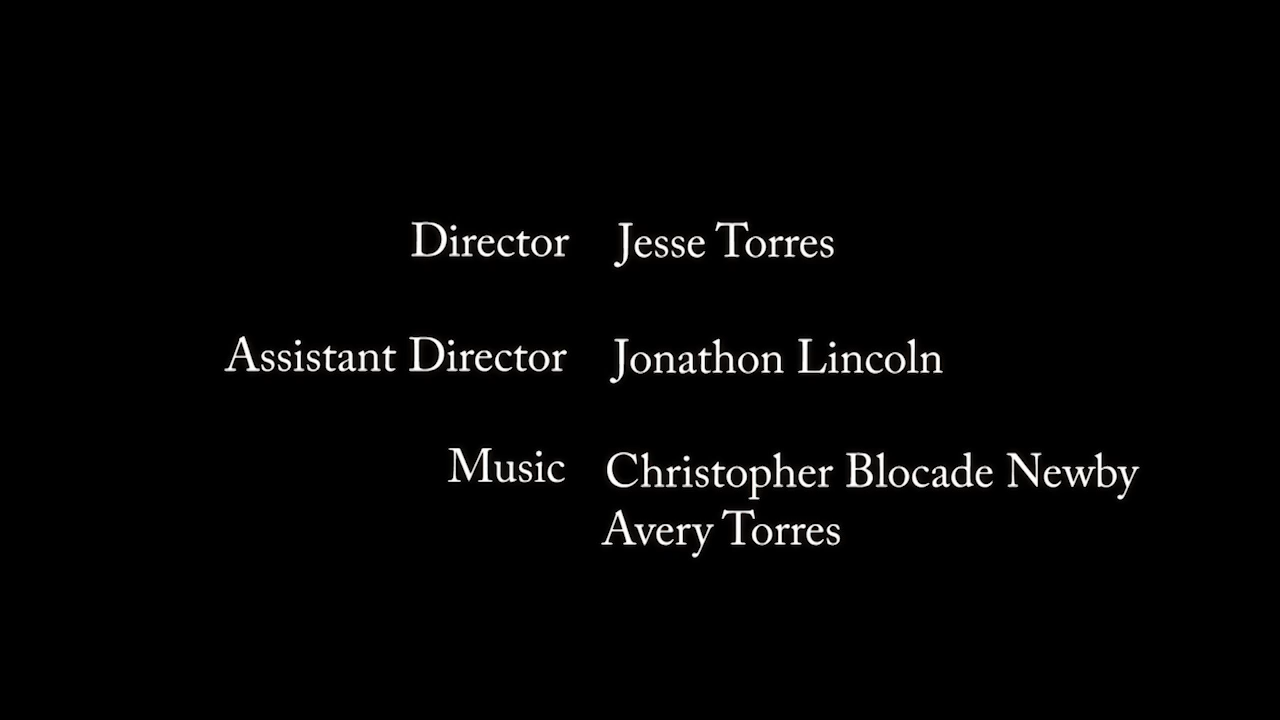 Director Jesse Torres
Assistant Director Jonathon Lincoln
Music Christopher Blocade Newby
Avery Torres